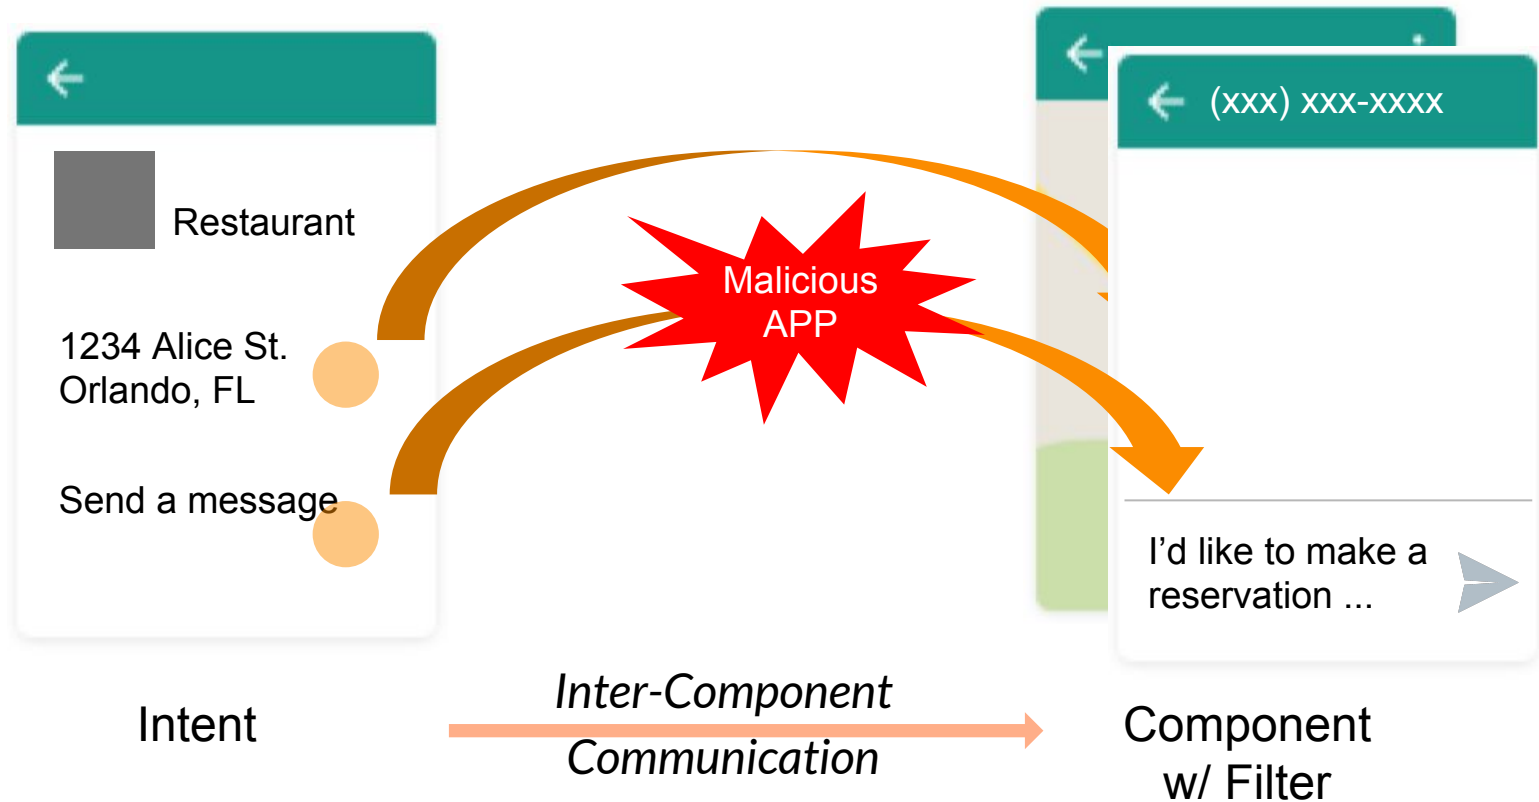 Restaurant
1234 Alice St.
Orlando, FL
Send a message
Malicious
APP
(xxx) xxx-xxxx
I’d like to make a
reservation ...
Intent
Inter-Component
Communication
Component
w/ Filter